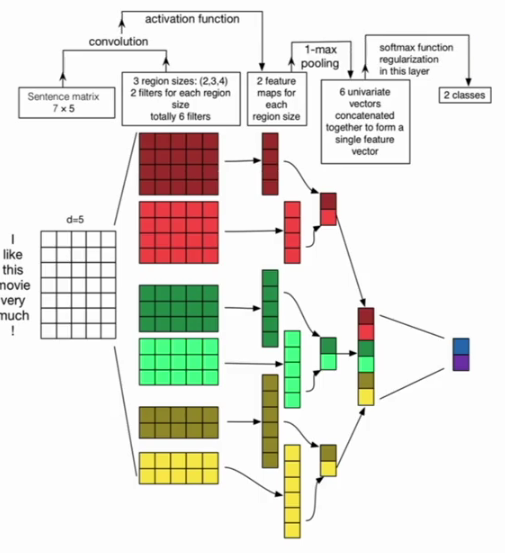 activation function
convolution
1-max
pooling
softmax function
regularization
in this layer
Sentence matrix
7 × 5
3 region sizes: (2,3,4)
2 filters for each region
size
totally 6 filters
2 feature
maps for
each
region size
6 univariate
vectors
concatenated
together to form a
single feature
vector
2 classes
d=5
I
like
this
movie
very
much
!